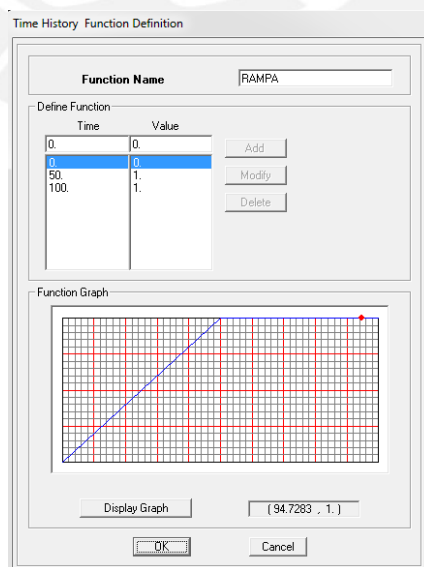 Time History Function Definition
Function Name RAMPA
Define Function
Time Value
0. 0. Add
0. 0.
50. 1. Modify
100. 1.
Delete
Function Graph
Display Graph ( 94.7283 , 1. )
OK Cancel